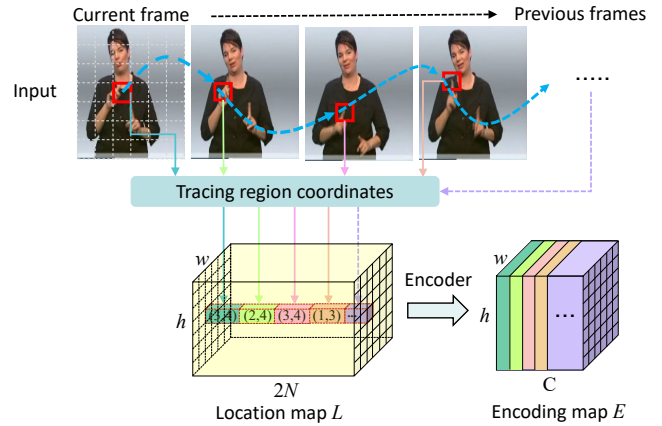 Current frame
Previous frames
Input
.....
Tracing region coordinates
w
h
(3,4) (2,4) (3,4) (1,3) ...
2N
Location map L
Encoder
w
h
...
C
Encoding map E